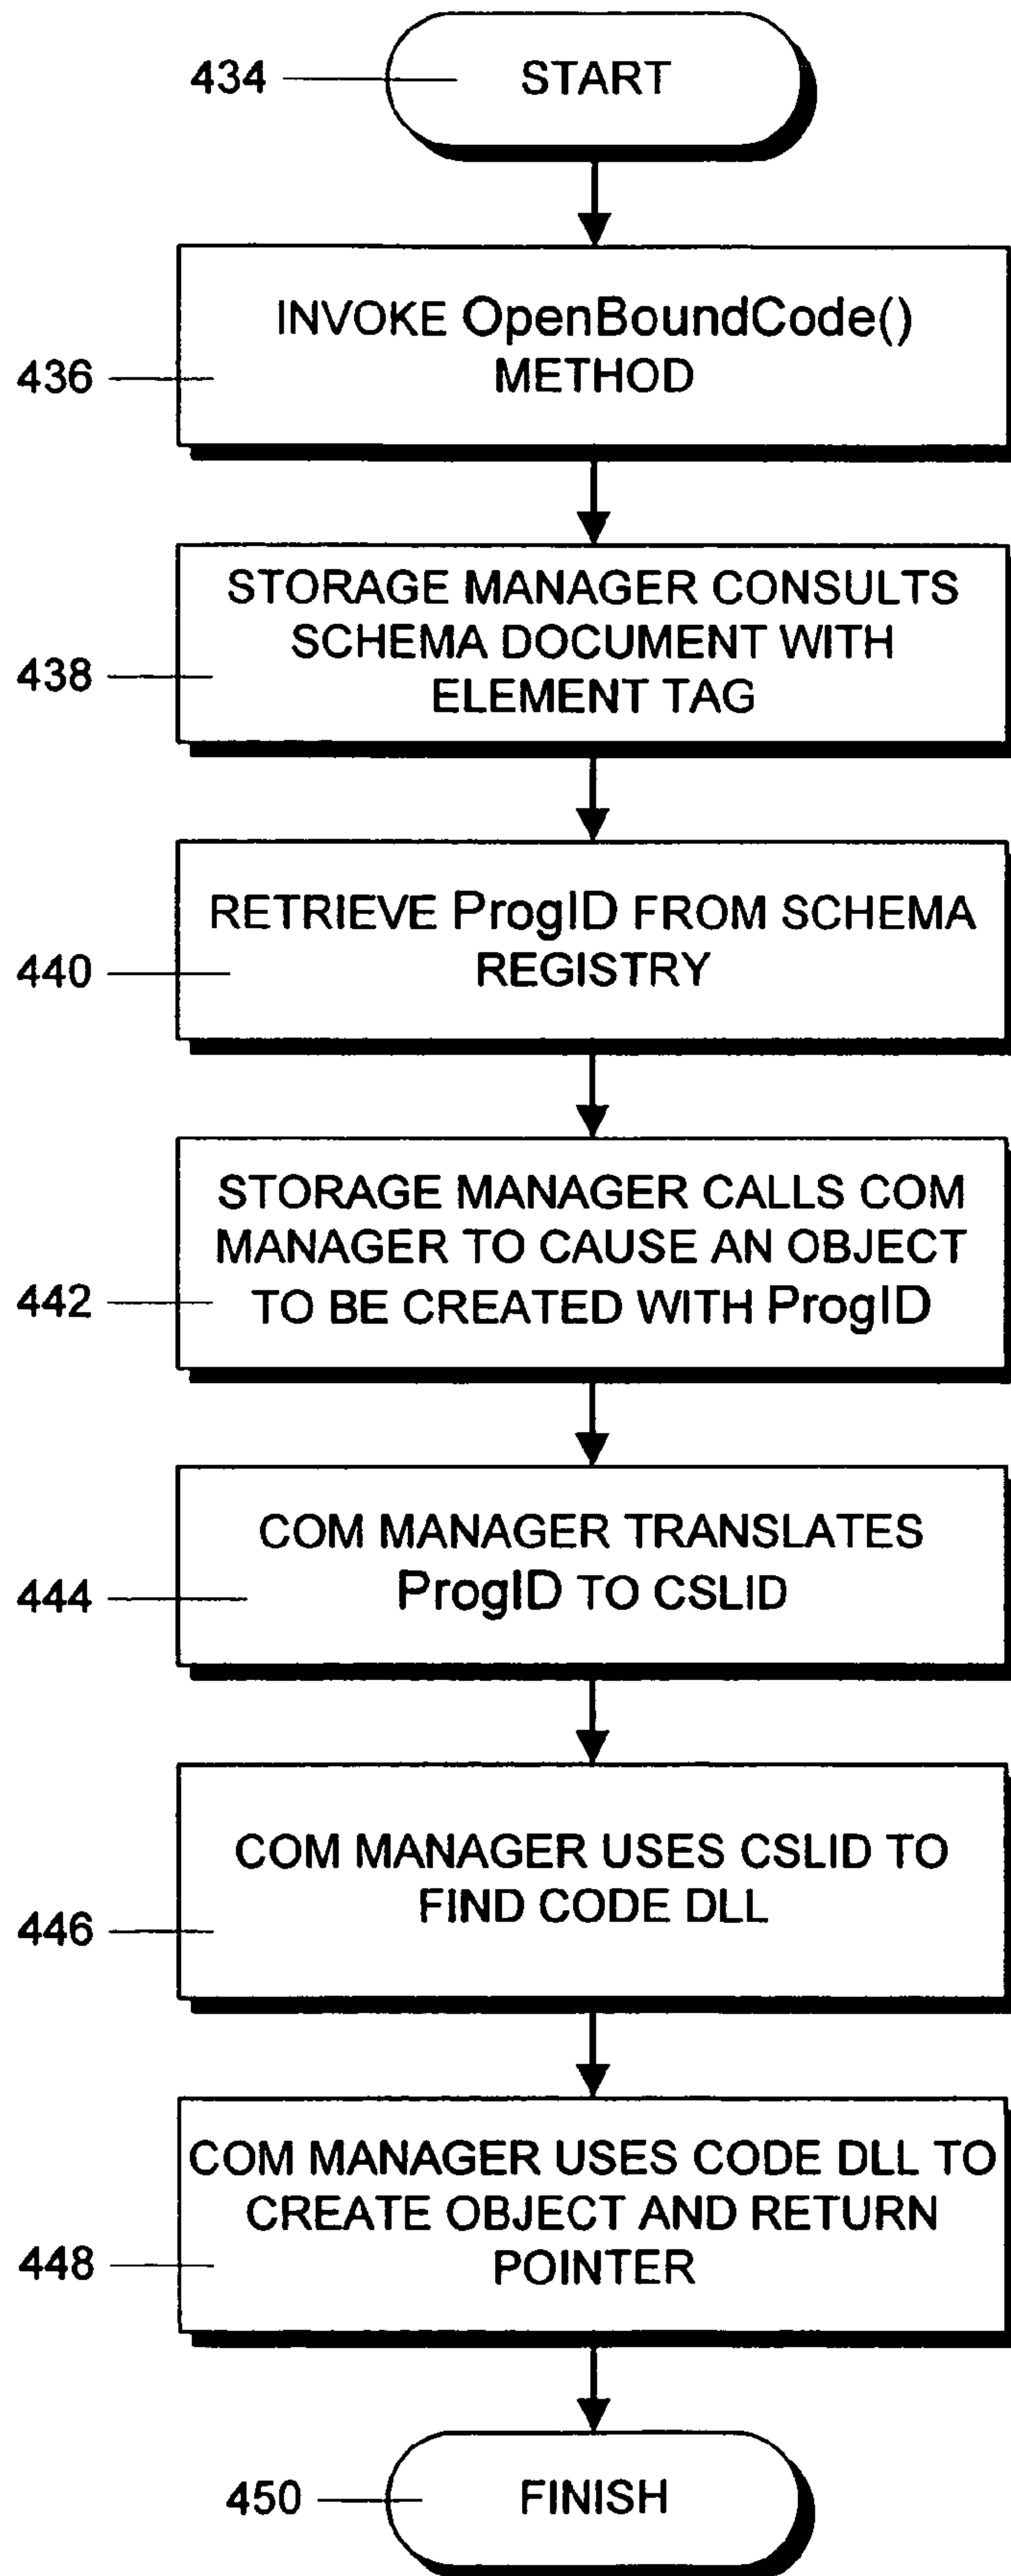 434
START
INVOKE OpenBoundCode()
METHOD
436
STORAGE MANAGER CONSULTS
SCHEMA DOCUMENT WITH
ELEMENT TAG
438
RETRIEVE ProgID FROM SCHEMA
REGISTRY
440
STORAGE MANAGER CALLS COM
MANAGER TO CAUSE AN OBJECT
TO BE CREATED WITH ProgID
442
COM MANAGER TRANSLATES
ProgID TO CSLID
444
COM MANAGER USES CSLID TO
FIND CODE DLL
446
COM MANAGER USES CODE DLL TO
CREATE OBJECT AND RETURN
POINTER
448
450
FINISH